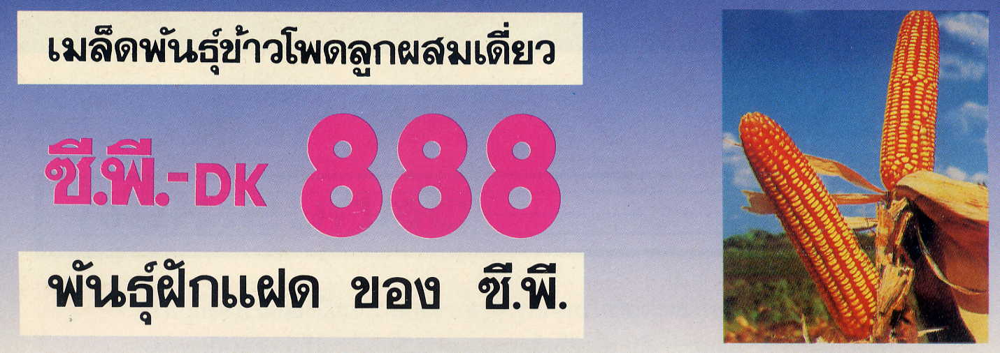 เมล็ดพันธุ์ข้าวโพดลูกผสมเดี่ยว
ซี.พี.-DK 888
พันธุ์ฝักแฝด ของ ซี.พี.